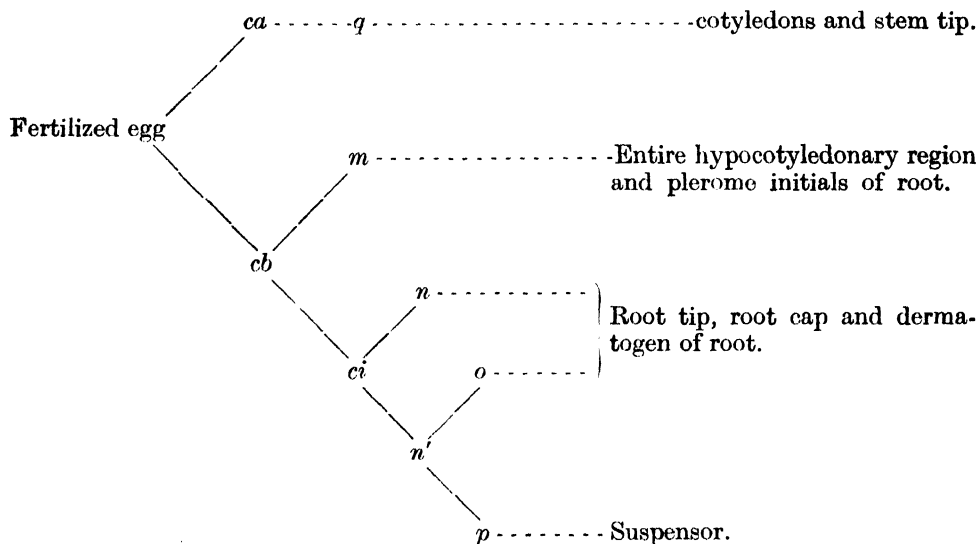 ca q cotyledons and stem tip.
Fertilized egg
m Entire hypocotyledonary region
and plerome initials of root.
cb
n
Root tip, root cap and derma-
togen of root.
ci o
n'
p Suspensor.